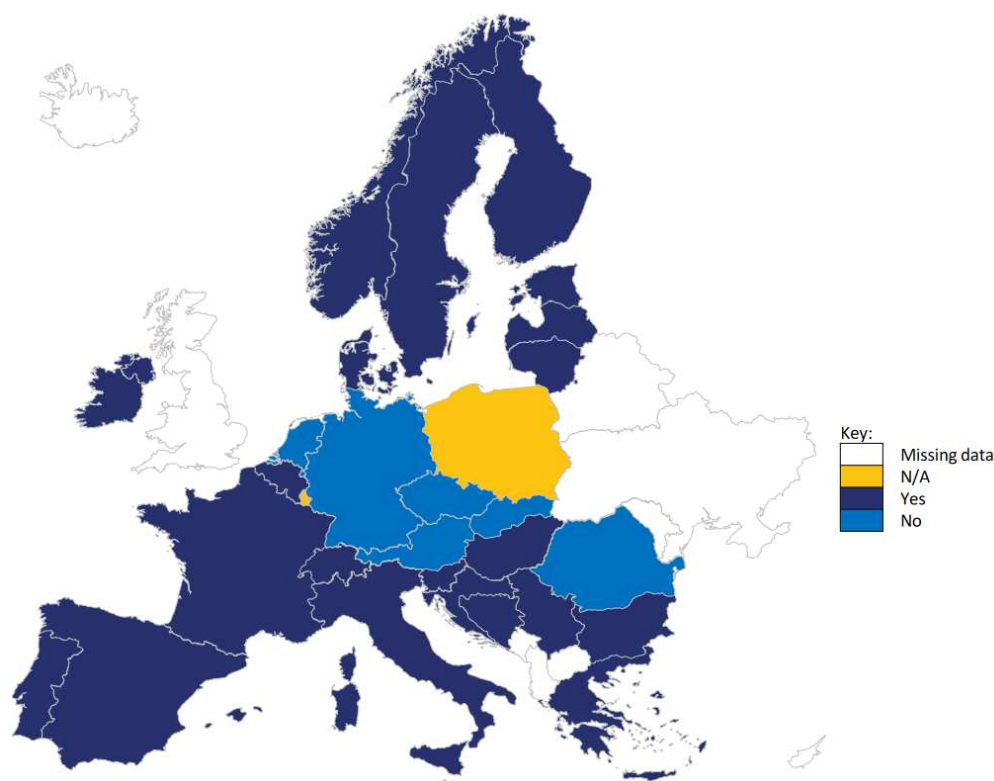 Key:
Missing data
N/A
Yes
No